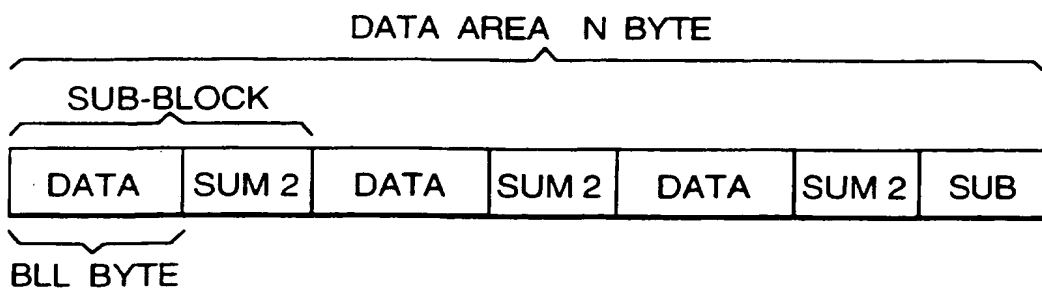 DATA AREA N BYTE
SUB-BLOCK
DATA SUM 2 DATA SUM 2 DATA SUM 2 SUB
BLL BYTE